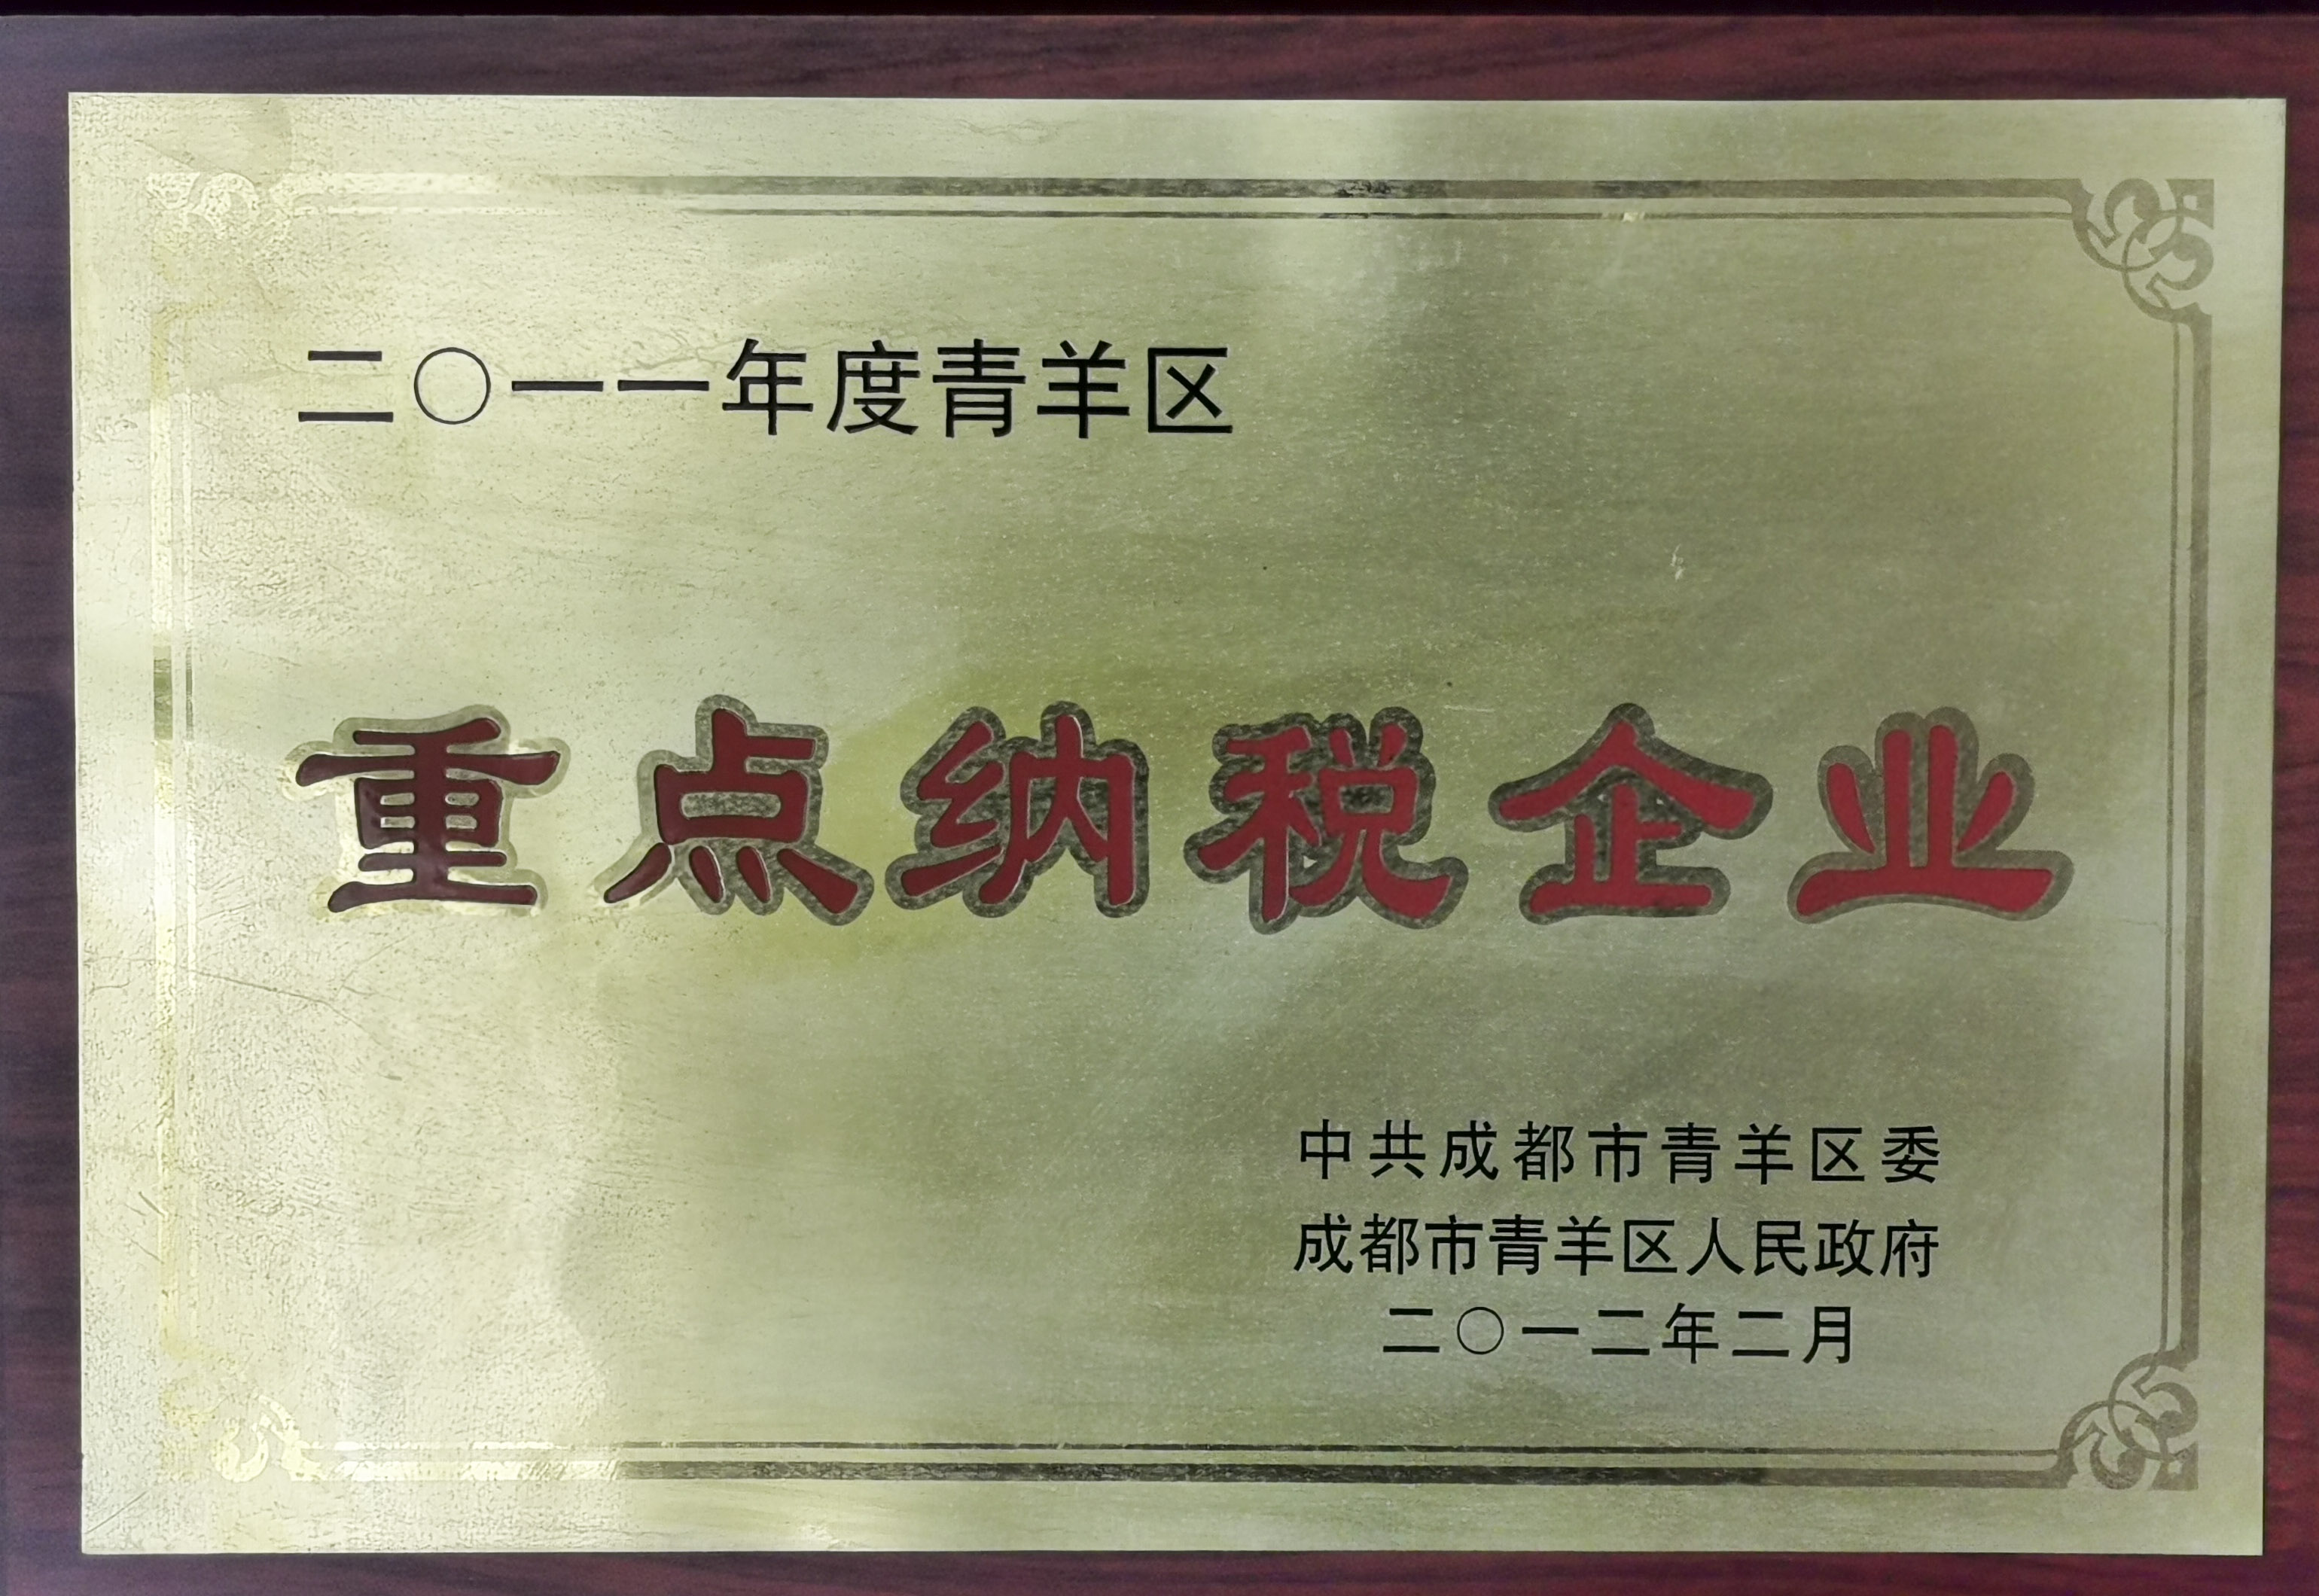 二〇一一年度青羊区
重点纳税企业
中共成都市青羊区委
成都市青羊区人民政府
二〇一二年二月